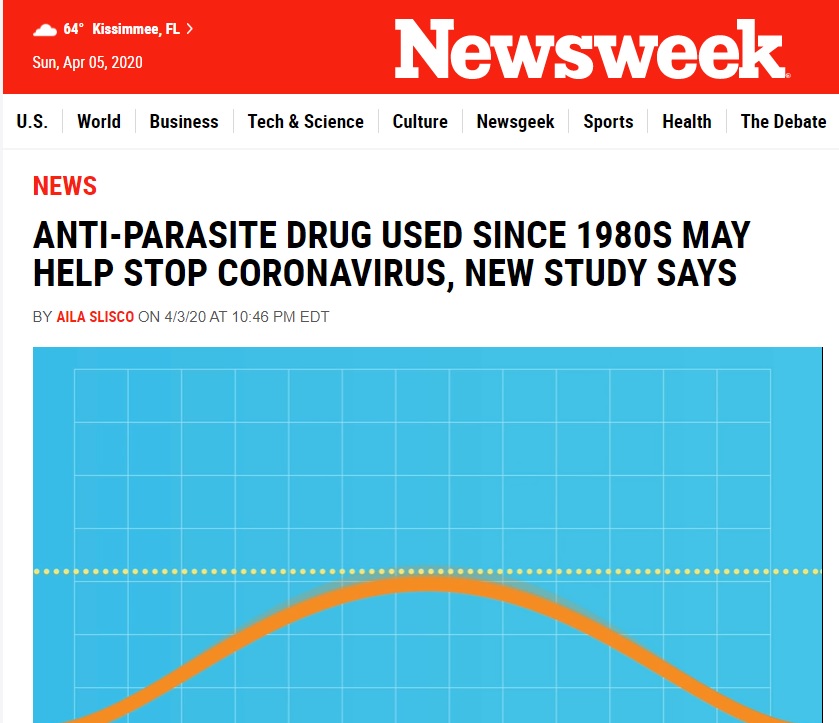 64° Kissimmee, FL
Sun, Apr 05, 2020
Newsweek
U.S. World Business Tech & Science Culture Newsgeek Sports Health The Debate
NEWS
ANTI-PARASITE DRUG USED SINCE 1980S MAY
HELP STOP CORONAVIRUS, NEW STUDY SAYS
BY AILA SLISCO ON 4/3/20 AT 10:46 PM EDT